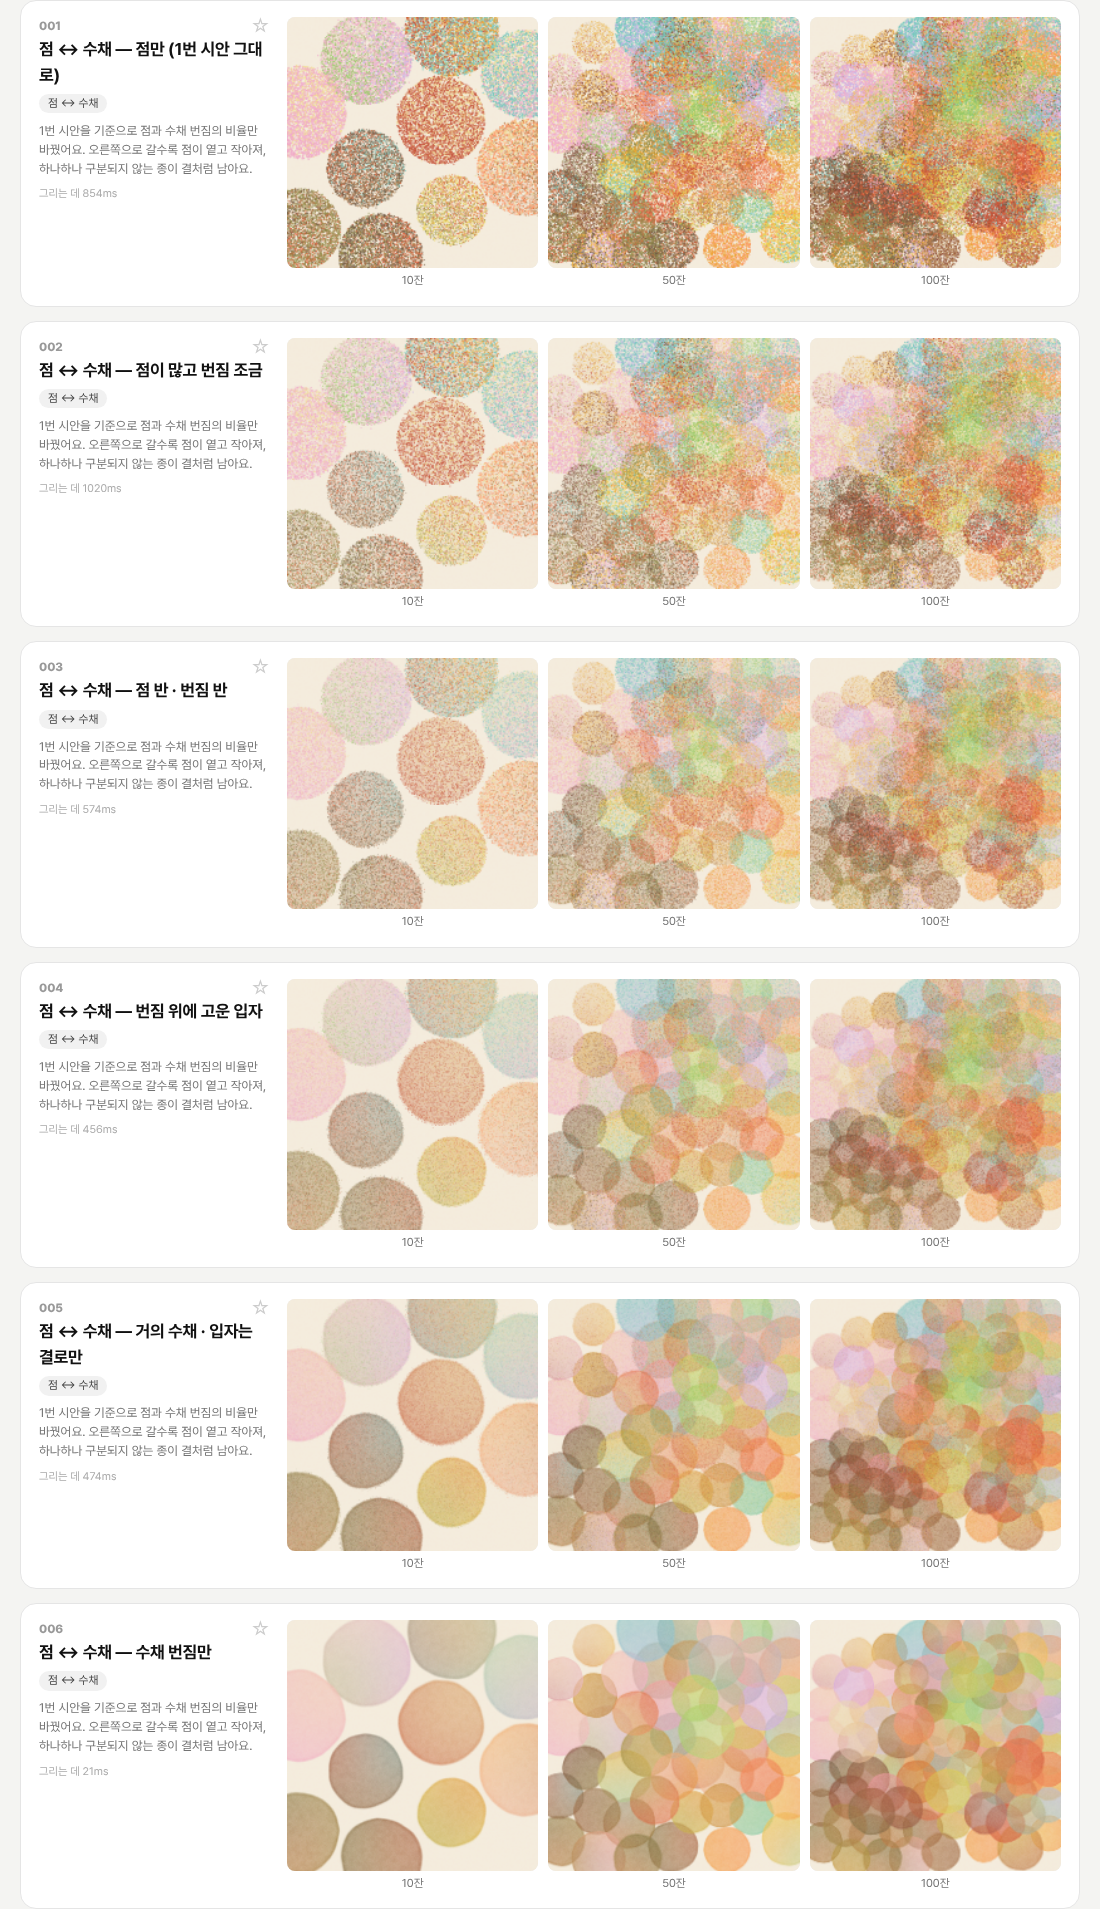 001 ☆
점 ↔ 수채 — 점만 (1번 시안 그대
로)
점 ↔ 수채
1번 시안을 기준으로 점과 수채 번짐의 비율만
바꿨어요. 오른쪽으로 갈수록 점이 옅고 작아져,
하나하나 구분되지 않는 종이 결처럼 남아요.
그리는 데 854ms
10잔
50잔
100잔
002 ☆
점 ↔ 수채 — 점이 많고 번짐 조금
점 ↔ 수채
1번 시안을 기준으로 점과 수채 번짐의 비율만
바꿨어요. 오른쪽으로 갈수록 점이 옅고 작아져,
하나하나 구분되지 않는 종이 결처럼 남아요.
그리는 데 1020ms
10잔
50잔
100잔
003 ☆
점 ↔ 수채 — 점 반 · 번짐 반
점 ↔ 수채
1번 시안을 기준으로 점과 수채 번짐의 비율만
바꿨어요. 오른쪽으로 갈수록 점이 옅고 작아져,
하나하나 구분되지 않는 종이 결처럼 남아요.
그리는 데 574ms
10잔
50잔
100잔
004 ☆
점 ↔ 수채 — 번짐 위에 고운 입자
점 ↔ 수채
1번 시안을 기준으로 점과 수채 번짐의 비율만
바꿨어요. 오른쪽으로 갈수록 점이 옅고 작아져,
하나하나 구분되지 않는 종이 결처럼 남아요.
그리는 데 456ms
10잔
50잔
100잔
005 ☆
점 ↔ 수채 — 거의 수채 · 입자는
결로만
점 ↔ 수채
1번 시안을 기준으로 점과 수채 번짐의 비율만
바꿨어요. 오른쪽으로 갈수록 점이 옅고 작아져,
하나하나 구분되지 않는 종이 결처럼 남아요.
그리는 데 474ms
10잔
50잔
100잔
006 ☆
점 ↔ 수채 — 수채 번짐만
점 ↔ 수채
1번 시안을 기준으로 점과 수채 번짐의 비율만
바꿨어요. 오른쪽으로 갈수록 점이 옅고 작아져,
하나하나 구분되지 않는 종이 결처럼 남아요.
그리는 데 21ms
10잔
50잔
100잔